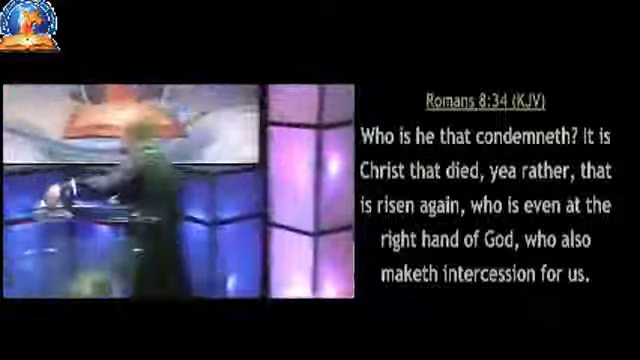 Romans 8:34 (KJV)
Who is he that condemneth? It is
Christ that died, yea rather, that
is risen again, who is even at the
right hand of God, who also
maketh intercession for us.